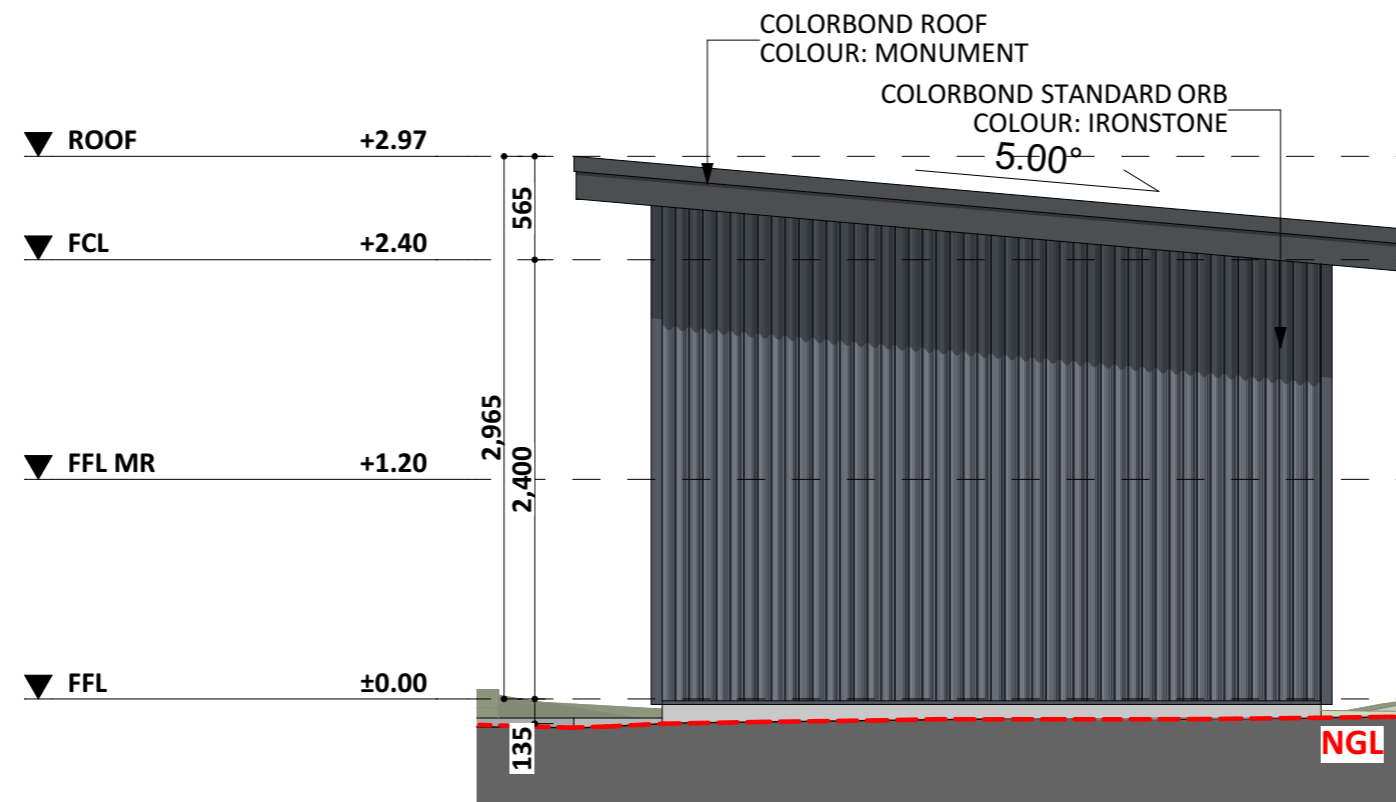 COLORBOND ROOF
COLOUR: MONUMENT
COLORBOND STANDARD ORB
COLOUR: IRONSTONE
5.00°
ROOF +2.97
565
FCL +2.40
2,965
2,400
FFL MR +1.20
FFL ±0.00
135
NGL